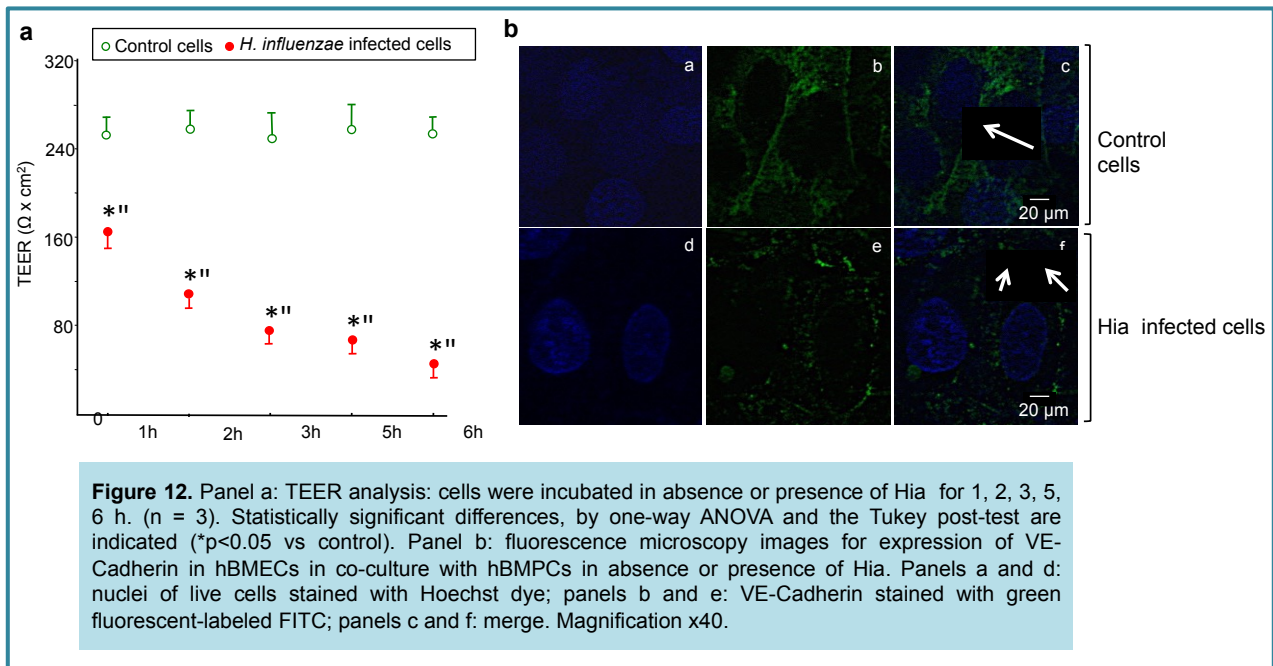 a
Control cells H. influenzae infected cells
320
240
160
80
0
TEER (Ω x cm²)
*"
*"
*"
*"
*"
1h 2h 3h 5h 6h
b
a b c
20 µm
Control
cells
d e f
20 µm
Hia infected cells
Figure 12. Panel a: TEER analysis: cells were incubated in absence or presence of Hia for 1, 2, 3, 5,
6 h. (n = 3). Statistically significant differences, by one-way ANOVA and the Tukey post-test are
indicated (*p<0.05 vs control). Panel b: fluorescence microscopy images for expression of VE-
Cadherin in hBMECs in co-culture with hBMPCs in absence or presence of Hia. Panels a and d:
nuclei of live cells stained with Hoechst dye; panels b and e: VE-Cadherin stained with green
fluorescent-labeled FITC; panels c and f: merge. Magnification x40.